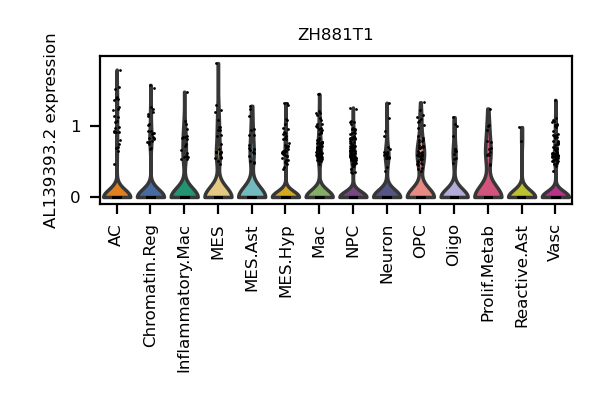 ZH881T1
AL139393.2 expression
1
0
AC
Chromatin.Reg
Inflammatory.Mac
MES
MES.Ast
MES.Hyp
Mac
NPC
Neuron
OPC
Oligo
Prolif.Metab
Reactive.Ast
Vasc